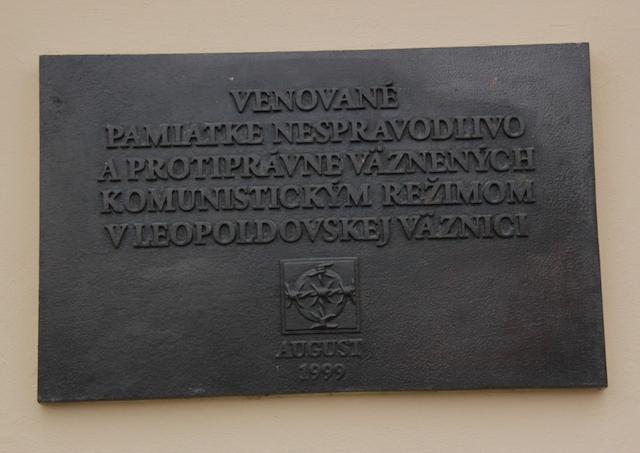 VENOVANÉ
PAMIATKE NESPRAVODLIVO
A PROTIPRÁVNE VÄZNENÝCH
KOMUNISTICKÝM REŽIMOM
V LEOPOLDOVSKEJ VÄZNICI
AUGUST
1999